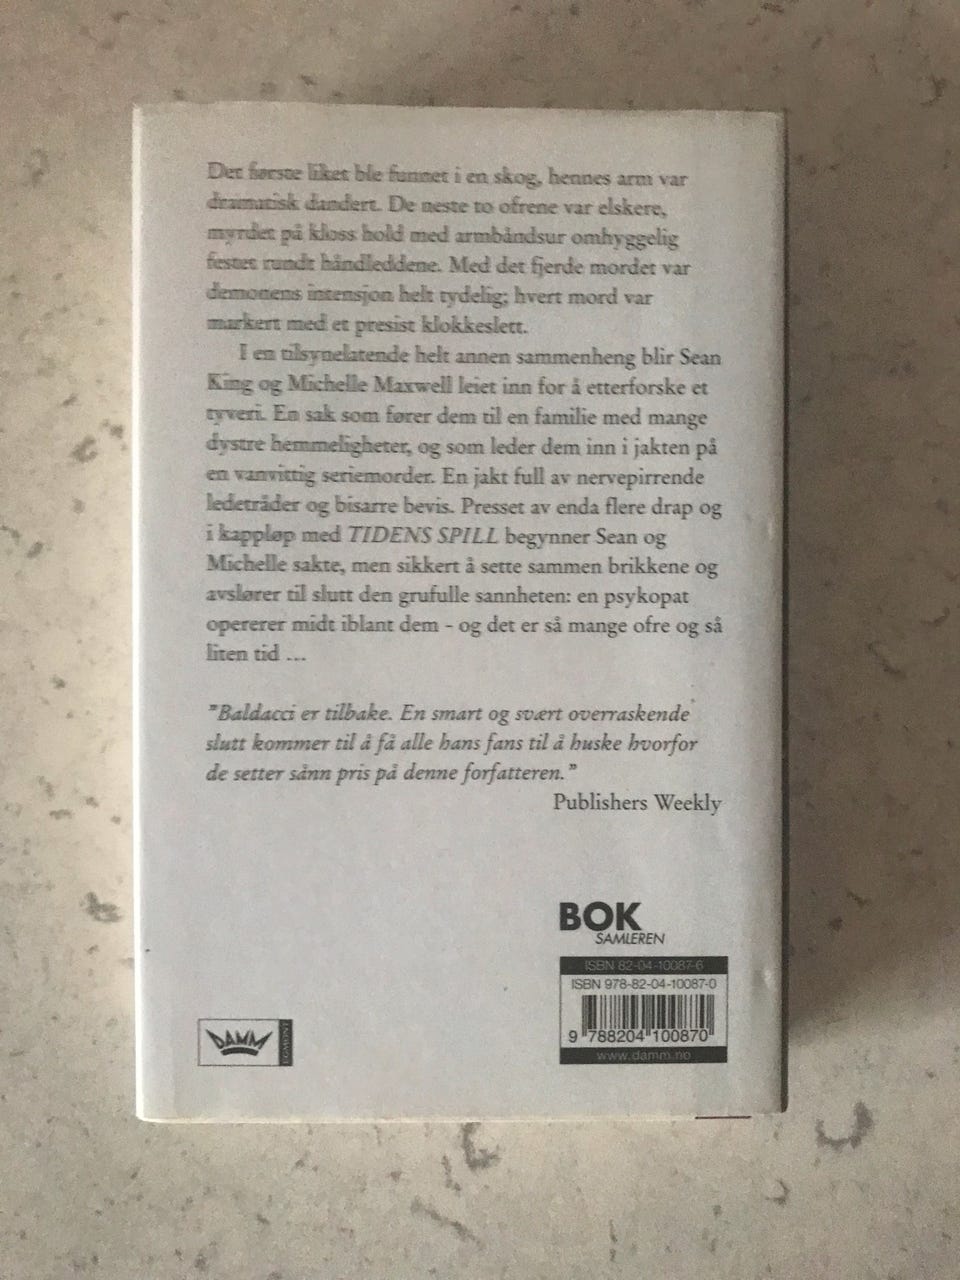 Det første liket ble funnet i en skog, hennes arm var
dramatisk dandert. De neste to ofrene var elskere,
myrdet på kloss hold med armbåndsur omhyggelig
festet rundt håndleddene. Med det fjerde mordet var
demonens intensjon helt tydelig; hvert mord var
markert med et presist klokkeslett.
I en tilsynelatende helt annen sammenheng blir Sean
King og Michelle Maxwell leiet inn for å etterforske et
tyveri. En sak som fører dem til en familie med mange
dystre hemmeligheter, og som leder dem inn i jakten på
en vanvittig seriemorder. En jakt full av nervepirrende
ledetråder og bisarre bevis. Presset av enda flere drap og
i kappløp med TIDENS SPILL begynner Sean og
Michelle sakte, men sikkert å sette sammen brikkene og
avslører til slutt den grufulle sannheten: en psykopat
opererer midt iblant dem - og det er så mange ofre og så
liten tid ...
"Baldacci er tilbake. En smart og svært overraskende
slutt kommer til å få alle hans fans til å huske hvorfor
de setter sånn pris på denne forfatteren."
Publishers Weekly
BOK
SAMLEREN
ISBN 82-04-10087-6
ISBN 978-82-04-10087-0
9 788204 100870
www.damm.no
DAMM
EGMONT